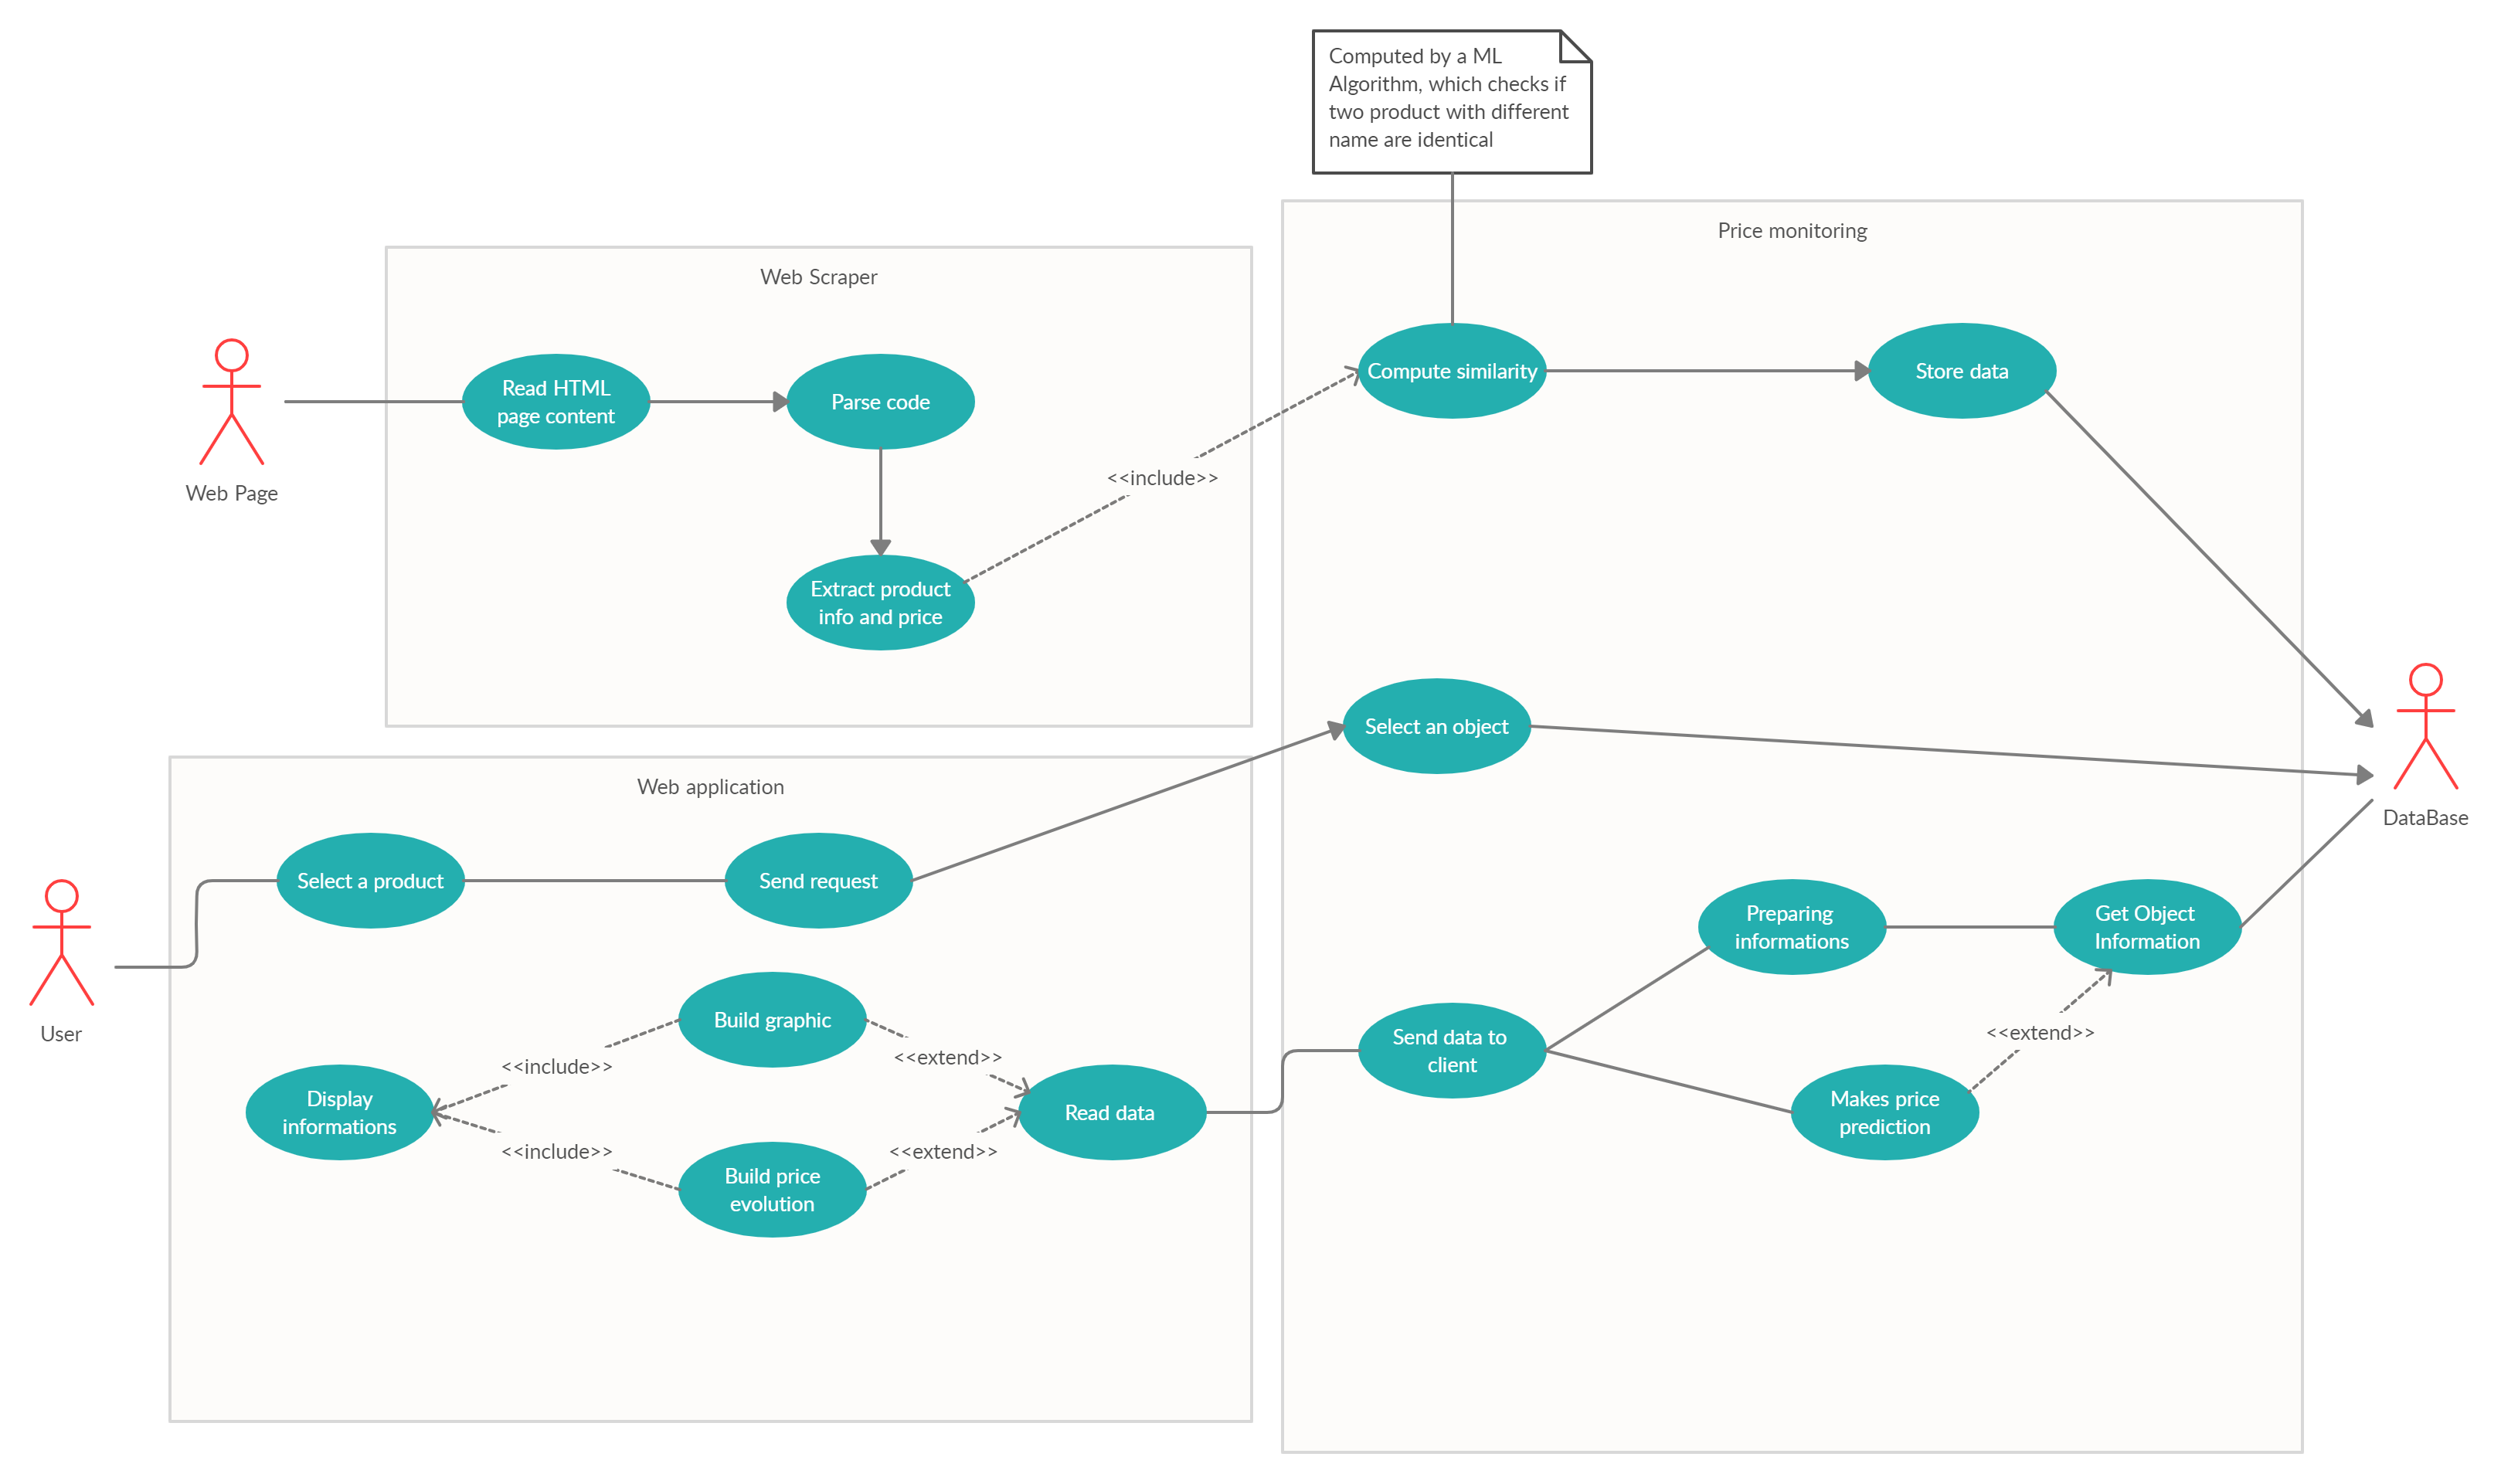 Computed by a ML
Algorithm, which checks if
two product with different
name are identical
Price monitoring
Web Scraper
Read HTML
page content
Parse code
Compute similarity
Store data
Web Page
<<include>>
Extract product
info and price
Select an object
DataBase
Web application
Select a product
Send request
User
Preparing
informations
Get Object
Information
Build graphic
<<include>>
<<extend>>
Send data to
client
<<extend>>
Display
informations
Read data
Makes price
prediction
<<include>>
<<extend>>
Build price
evolution